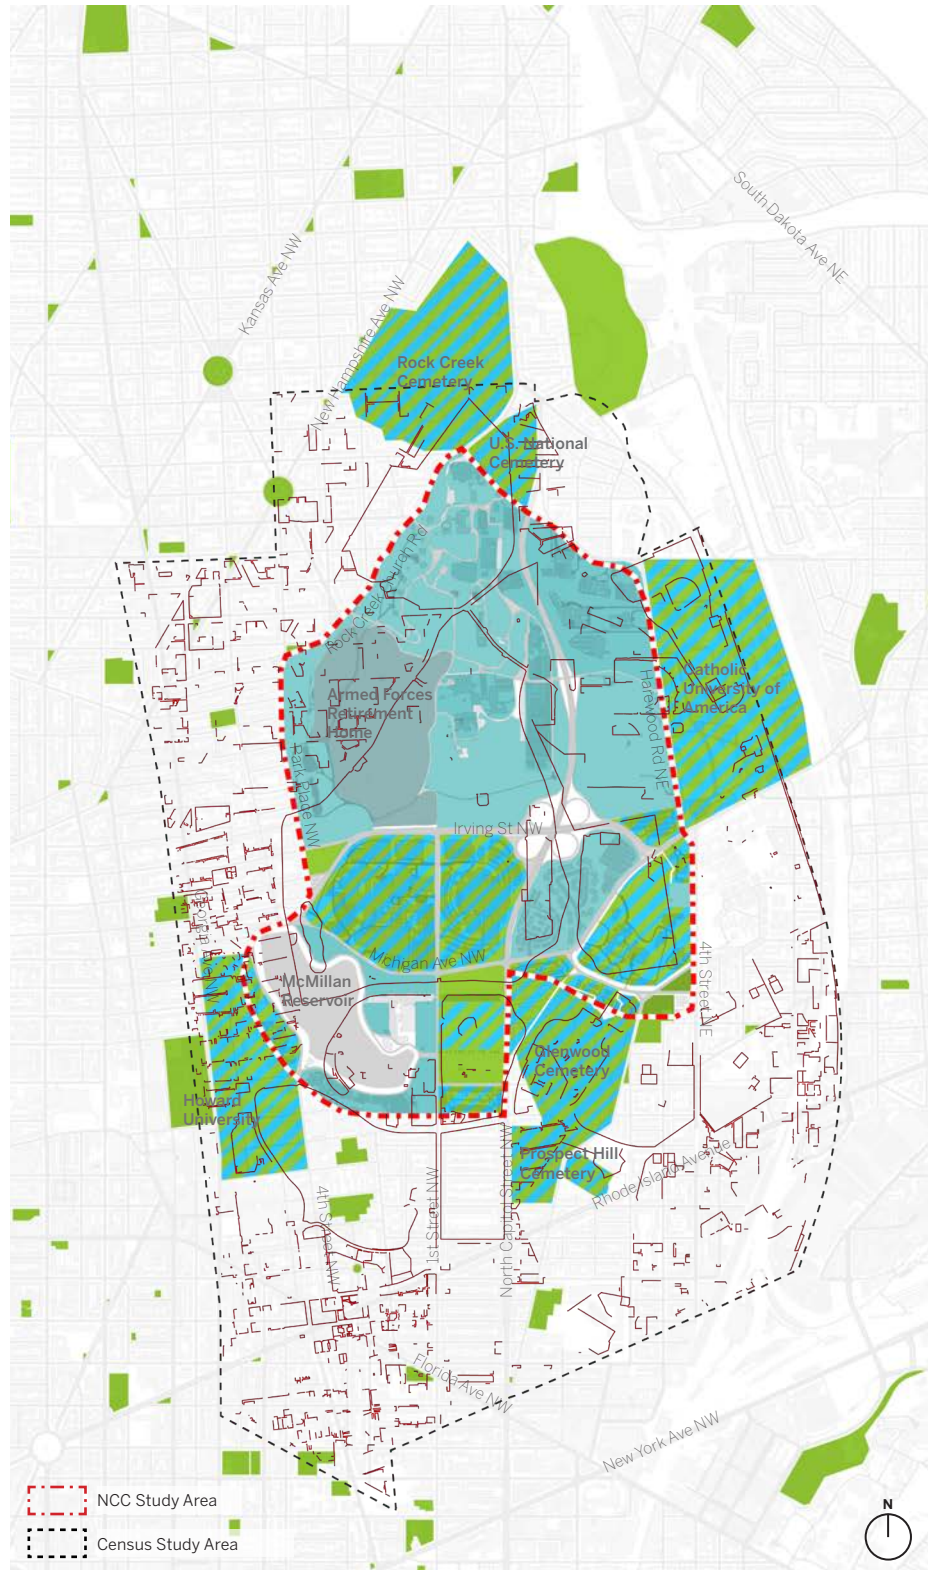 South Dakota Ave NE
Kansas Ave NW
New Hampshire Ave NW
Rock Creek
Cemetery
U.S. National
Cemetery
Rock Creek Church Rd
Catholic
University of
America
Harewood Rd NE
Armed Forces
Retirement
Home
Park Place NW
Irving St NW
Georgia Ave NW
Michgan Ave NW
4th Street NE
McMillan
Reservoir
Glenwood
Cemetery
Howard
University
Prospect Hill
Cemetery
Rhode Island Avenue
4th Street NW
1st Street NW
North Capitol Street NW
Florida Ave NW
New York Ave NW
N
NCC Study Area
Census Study Area